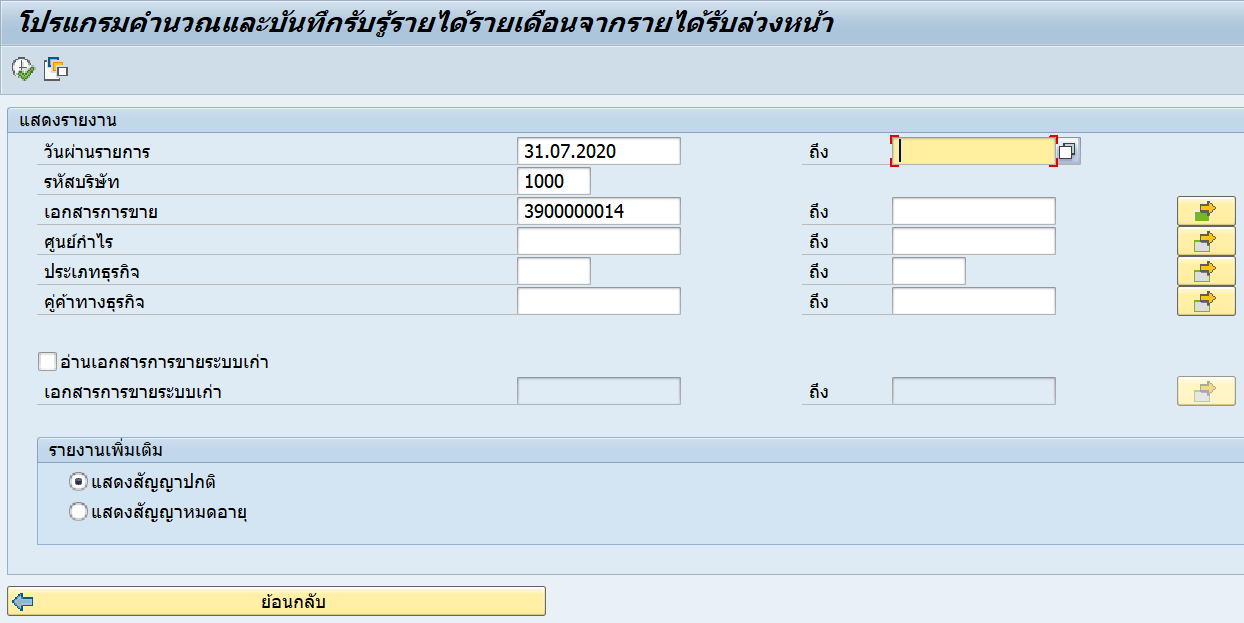 โปรแกรมคำนวณและบันทึกรับรู้รายได้รายเดือนจากรายได้รับล่วงหน้า
แสดงรายงาน
วันผ่านรายการ 31.07.2020 ถึง
รหัสบริษัท 1000
เอกสารการขาย 3900000014 ถึง
ศูนย์กำไร ถึง
ประเภทธุรกิจ ถึง
คู่ค้าทางธุรกิจ ถึง
อ่านเอกสารการขายระบบเก่า
เอกสารการขายระบบเก่า ถึง
รายงานเพิ่มเติม
แสดงสัญญาปกติ
แสดงสัญญาหมดอายุ
ย้อนกลับ